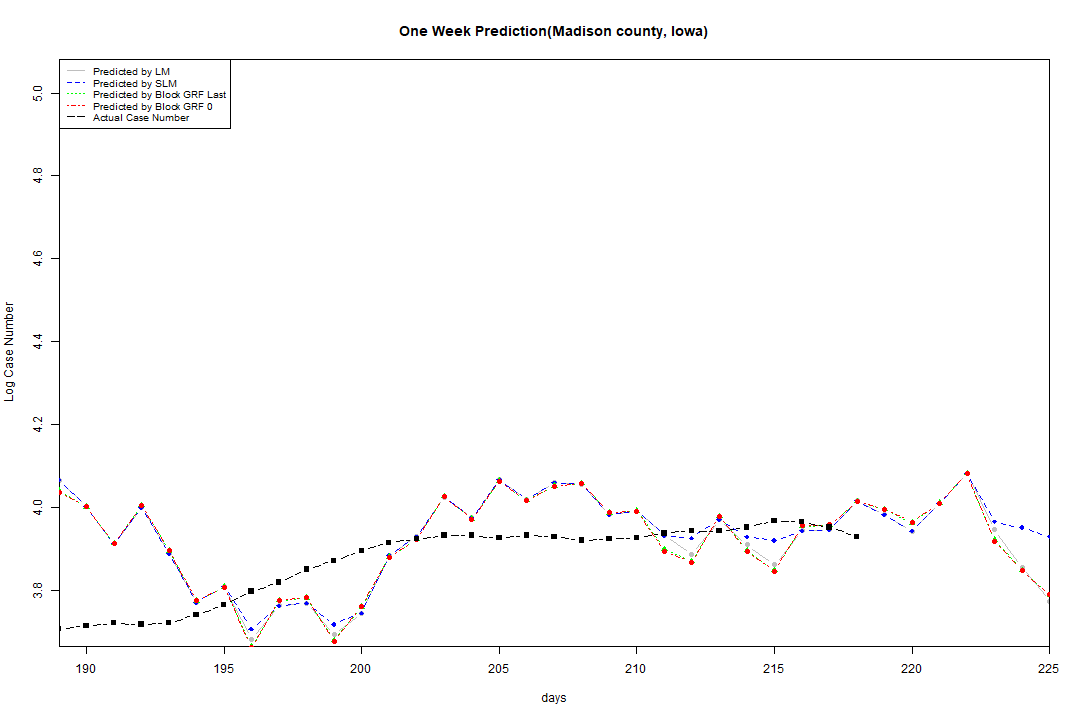 One Week Prediction(Madison county, Iowa)
Predicted by LM
Predicted by SLM
Predicted by Block GRF Last
Predicted by Block GRF 0
Actual Case Number
5.0
4.8
4.6
4.4
4.2
4.0
3.8
Log Case Number
190 195 200 205 210 215 220 225
days